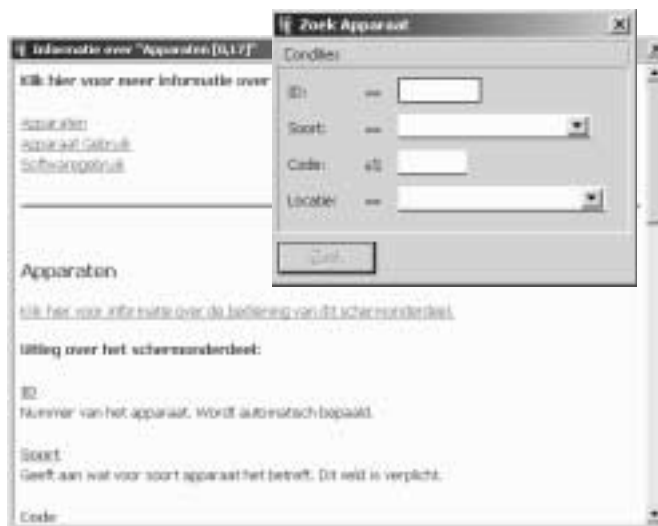 Zoek Apparaat
Condities
ID:
Soort:
Code:
Locatie:
Zoek
Informatie over "Apparaten [0,17]"
Klik hier voor meer informatie over
Apparaten
Apparaat Gebruik
Softwaregebruik
Apparaten
Klik hier voor informatie over de bediening van dit schermonderdeel.
Uitleg over het schermonderdeel:
ID
Nummer van het apparaat. Wordt automatisch bepaald.
Soort
Geeft aan wat voor soort apparaat het betreft. Dit veld is verplicht.
Code